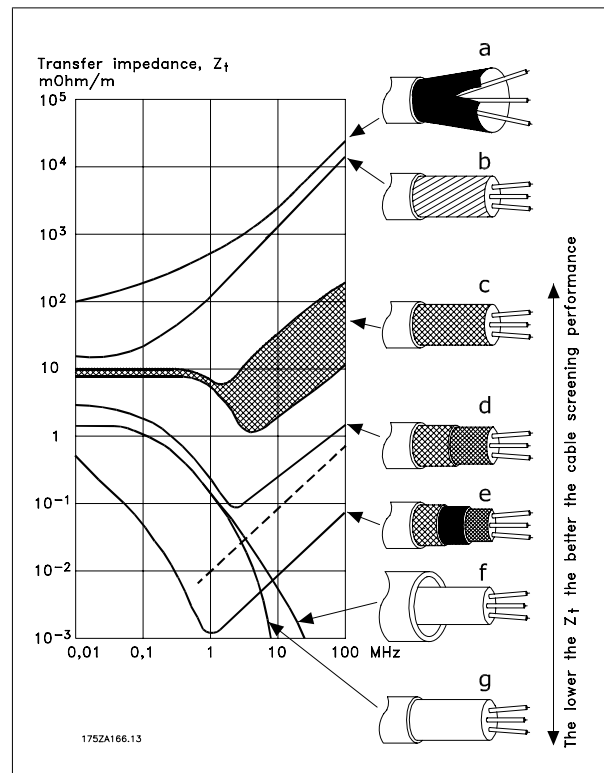 Transfer impedance, Zt
mOhm/m
10⁵
10⁴
10³
10²
10
1
10⁻¹
10⁻²
10⁻³
0,01
0,1
1
10
100
MHz
a
b
c
d
e
f
g
The lower the Zt the better the cable screening performance
175ZA166.13